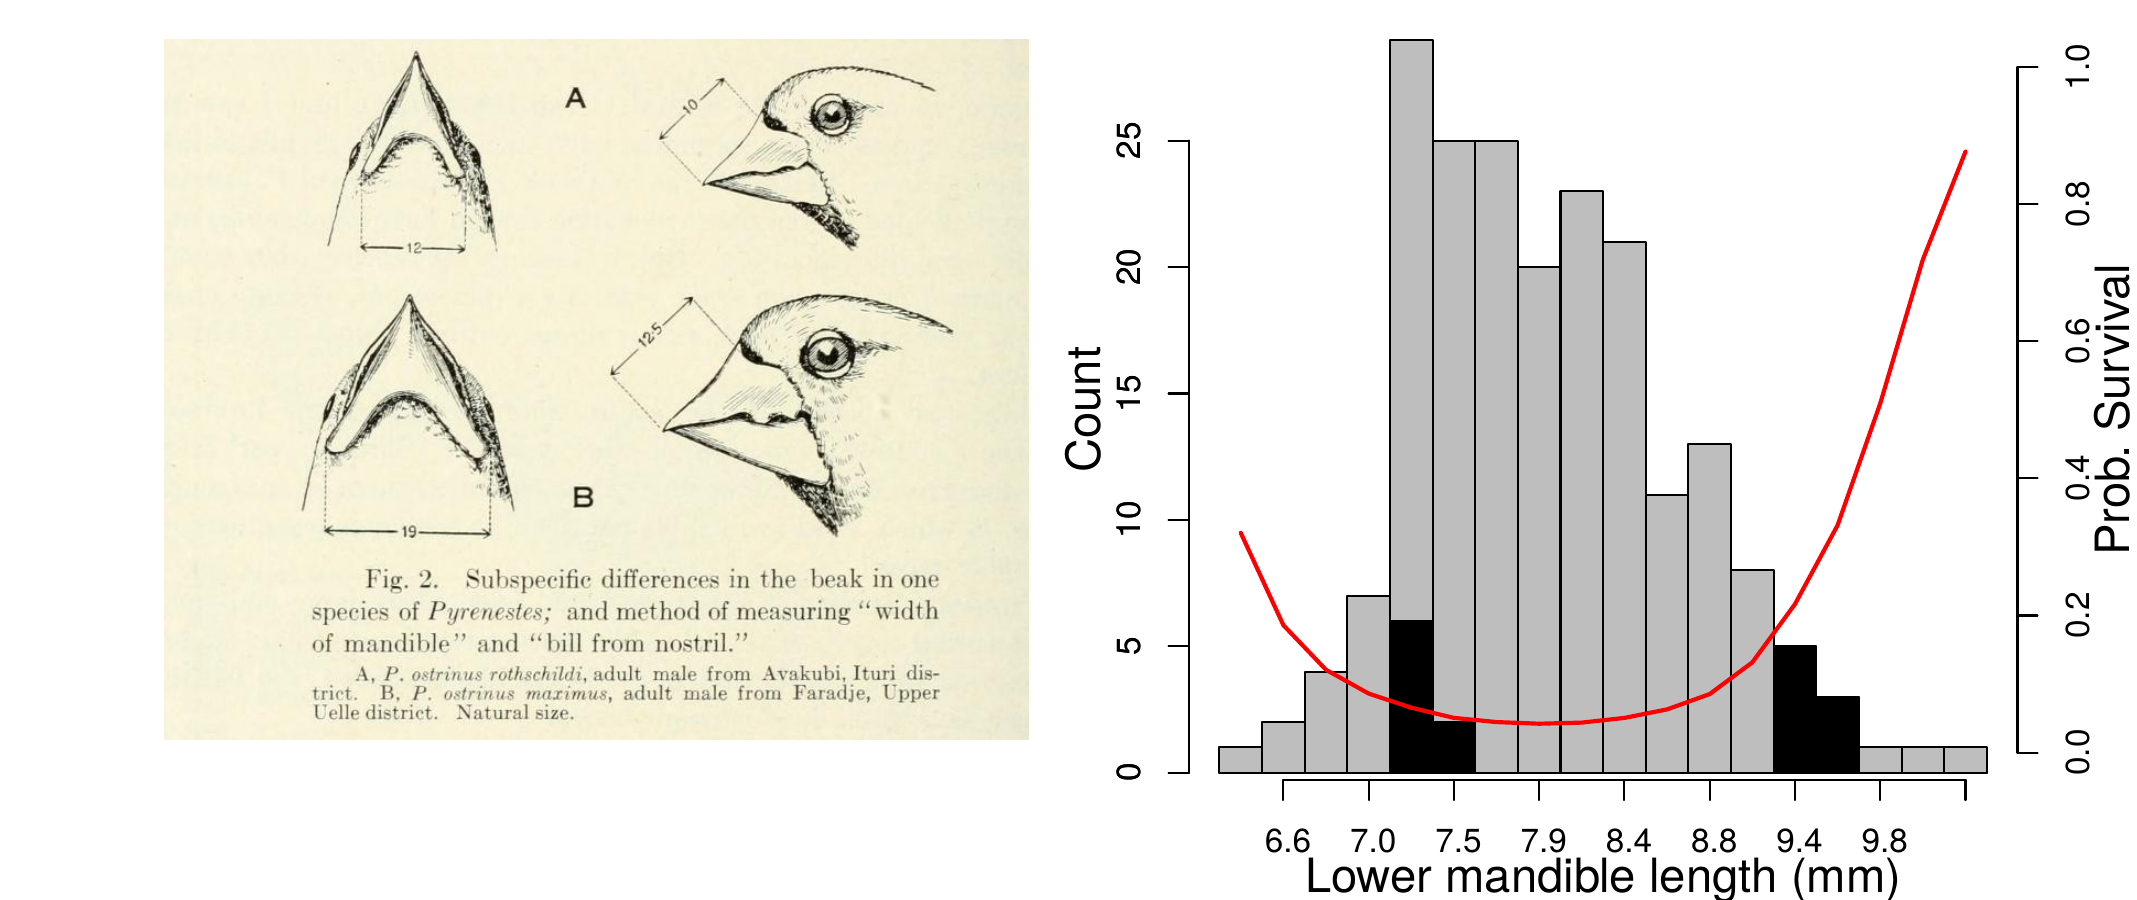 A
10
12
12·5
B
19
Fig. 2. Subspecific differences in the beak in one
species of Pyrenestes; and method of measuring “width
of mandible” and “bill from nostril.”
A, P. ostrinus rothschildi, adult male from Avakubi, Ituri dis-
trict. B, P. ostrinus maximus, adult male from Faradje, Upper
Uelle district. Natural size.
Count
0
5
10
15
20
25
6.6 7.0 7.5 7.9 8.4 8.8 9.4 9.8
Lower mandible length (mm)
0.0
0.2
0.4
0.6
0.8
1.0
Prob. Survival